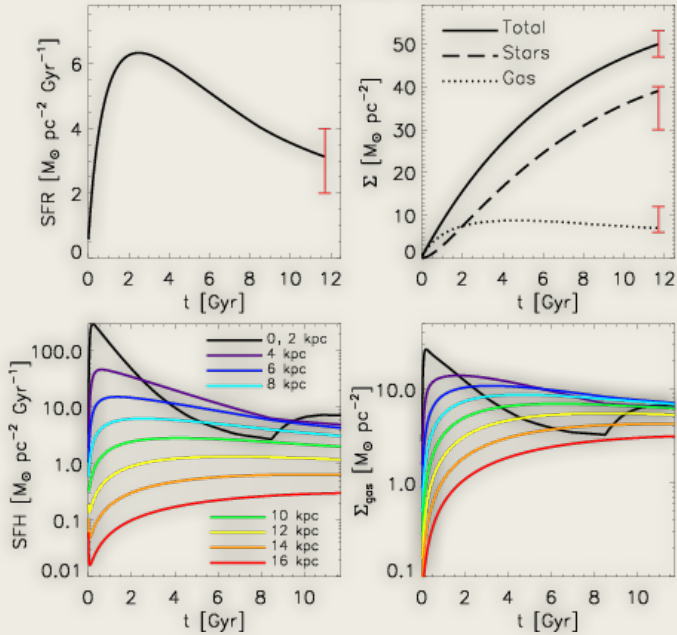 SFR [M⊙ pc⁻² Gyr⁻¹]
6
4
2
0
0 2 4 6 8 10 12
t [Gyr]
Σ [M⊙ pc⁻²]
50
40
30
20
10
0
Total
Stars
Gas
0 2 4 6 8 10 12
t [Gyr]
SFH [M⊙ pc⁻² Gyr⁻¹]
100.0
10.0
1.0
0.1
0.01
0, 2 kpc
4 kpc
6 kpc
8 kpc
10 kpc
12 kpc
14 kpc
16 kpc
0 2 4 6 8 10
t [Gyr]
Σgas [M⊙ pc⁻²]
10.0
1.0
0.1
0 2 4 6 8 10
t [Gyr]